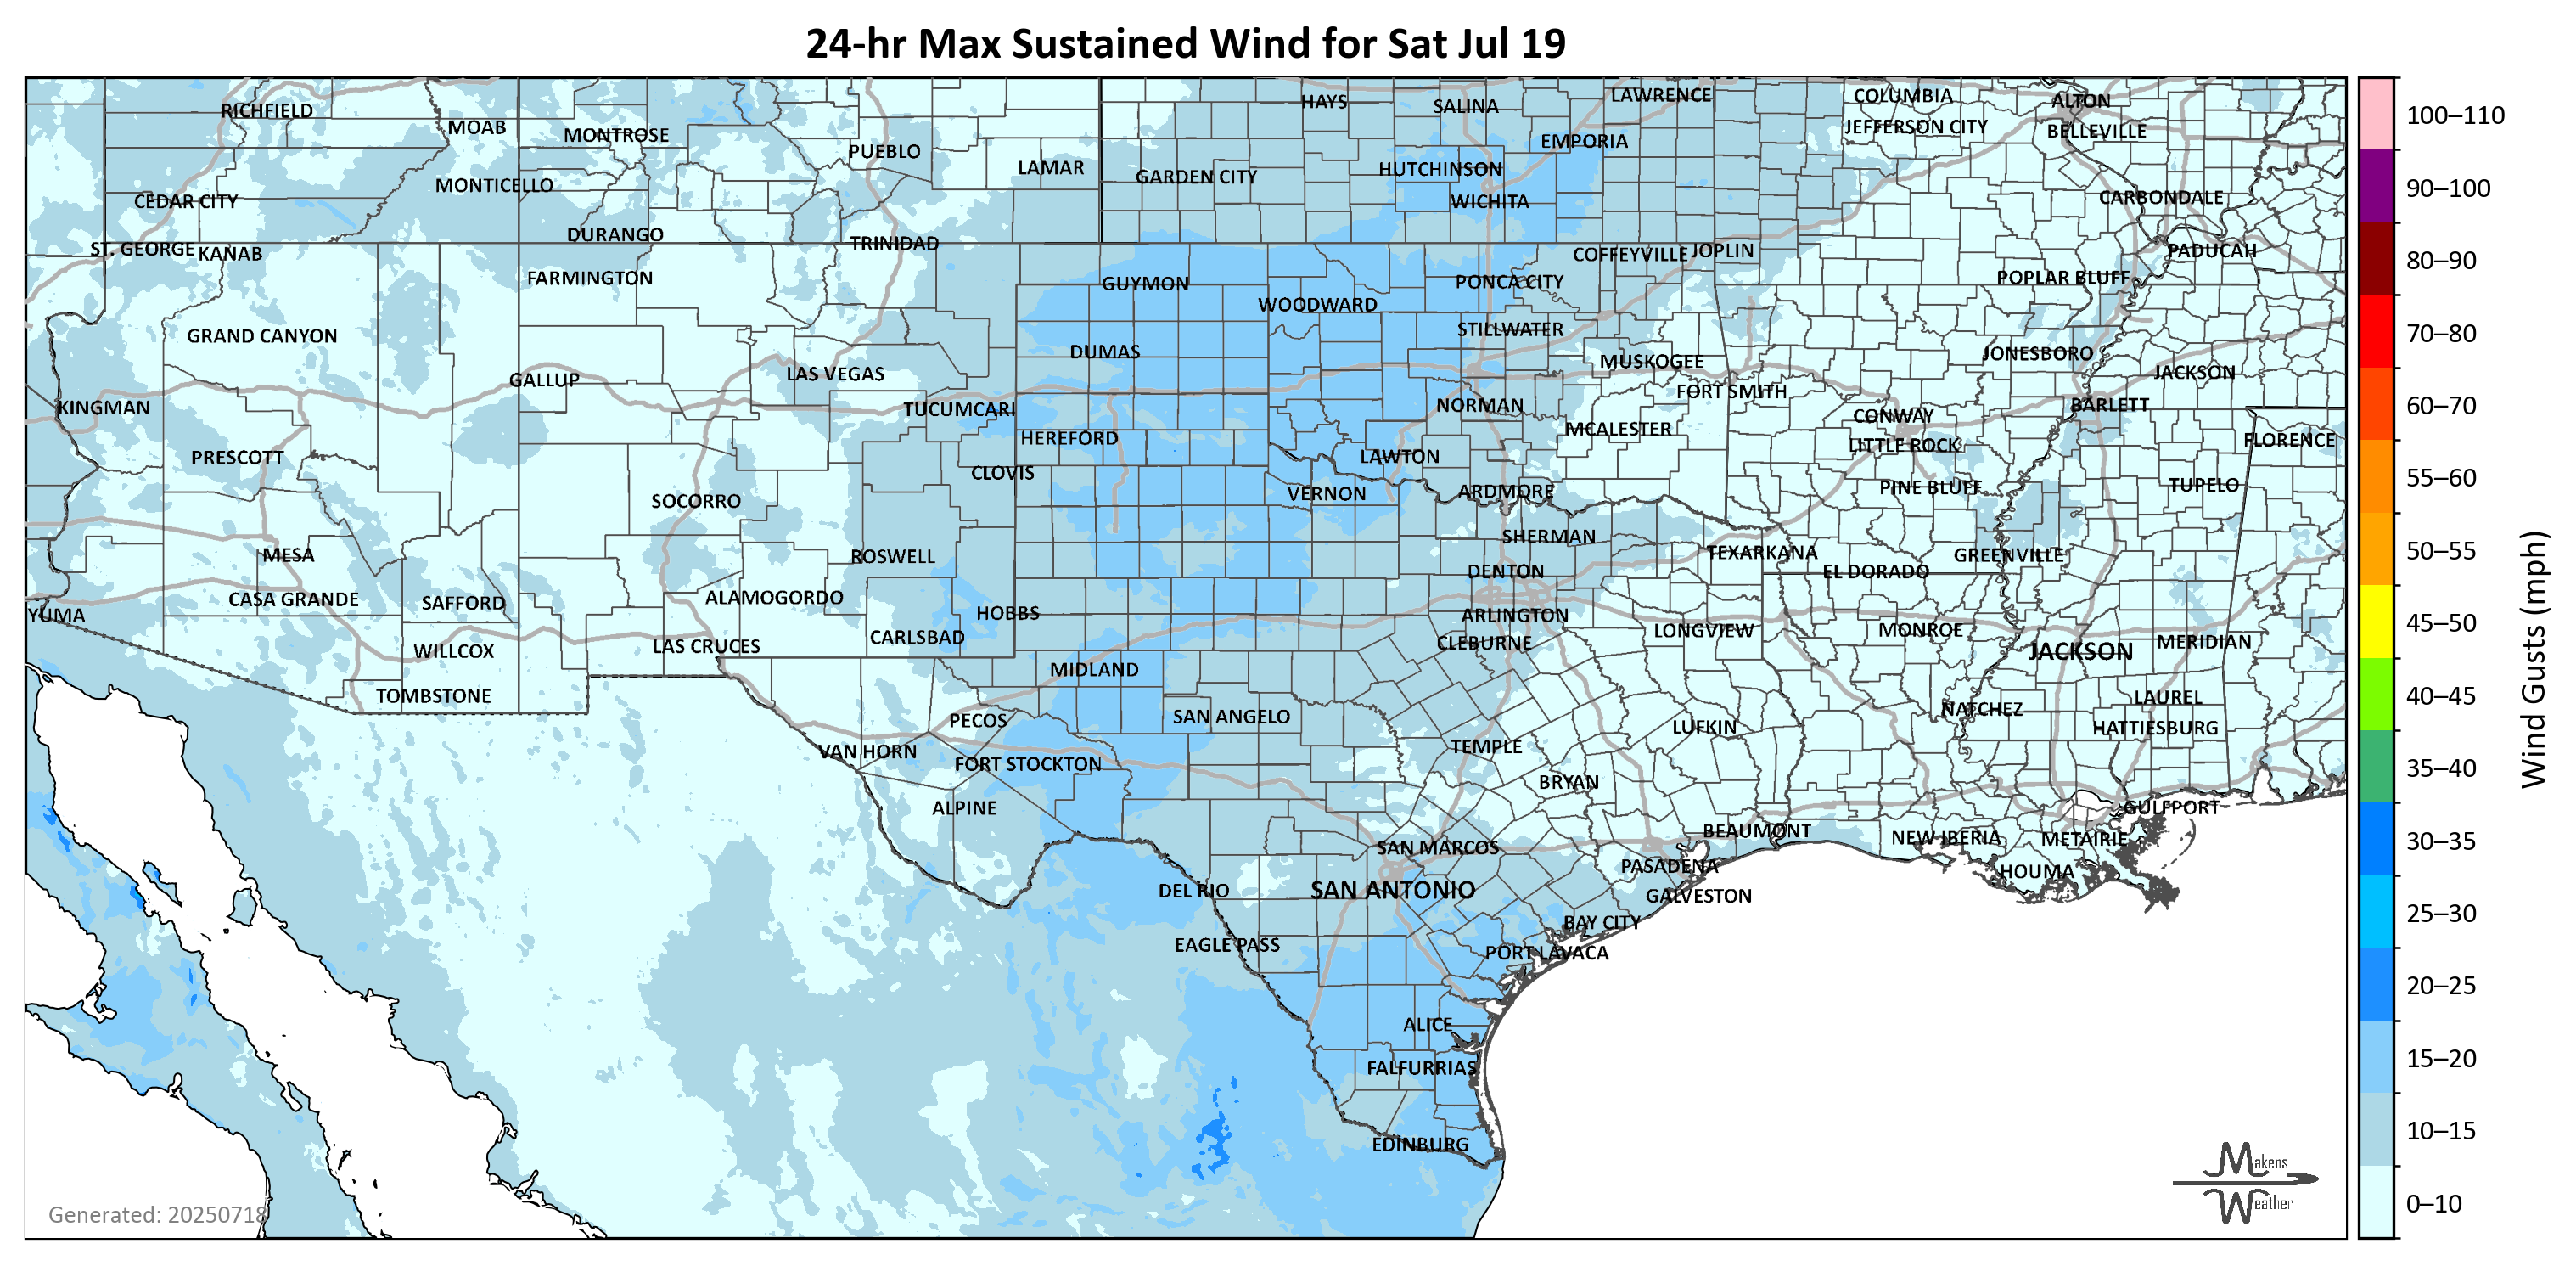 24-hr Max Sustained Wind for Sat Jul 19
RICHFIELD
MOAB
MONTROSE
PUEBLO
LAMAR
HAYS
SALINA
LAWRENCE
COLUMBIA
ALTON
JEFFERSON CITY
BELLEVILLE
EMPORIA
HUTCHINSON
GARDEN CITY
MONTICELLO
CEDAR CITY
WICHITA
CARBONDALE
DURANGO
TRINIDAD
ST. GEORGE
KANAB
COFFEYVILLE
JOPLIN
PADUCAH
FARMINGTON
GUYMON
PONCA CITY
POPLAR BLUFF
WOODWARD
GRAND CANYON
STILLWATER
DUMAS
JONESBORO
MUSKOGEE
LAS VEGAS
JACKSON
GALLUP
FORT SMITH
KINGMAN
TUCUMCARI
NORMAN
BARLETT
CONWAY
HEREFORD
MCALESTER
LITTLE ROCK
FLORENCE
PRESCOTT
LAWTON
CLOVIS
VERNON
ARDMORE
PINE BLUFF
TUPELO
SOCORRO
SHERMAN
MESA
ROSWELL
TEXARKANA
GREENVILLE
DENTON
EL DORADO
CASA GRANDE
SAFFORD
ALAMOGORDO
HOBBS
ARLINGTON
YUMA
CARLSBAD
CLEBURNE
LONGVIEW
MONROE
MERIDIAN
WILLCOX
LAS CRUCES
JACKSON
MIDLAND
TOMBSTONE
LAUREL
PECOS
SAN ANGELO
NATCHEZ
LUFKIN
HATTIESBURG
VAN HORN
TEMPLE
FORT STOCKTON
BRYAN
ALPINE
GULFPORT
BEAUMONT
NEW IBERIA
METAIRIE
SAN MARCOS
PASADENA
HOUMA
DEL RIO
SAN ANTONIO
GALVESTON
BAY CITY
EAGLE PASS
PORT LAVACA
ALICE
FALFURRIAS
EDINBURG
Generated: 20250718
Makens
Weather
100–110
90–100
80–90
70–80
60–70
55–60
50–55
45–50
40–45
35–40
30–35
25–30
20–25
15–20
10–15
0–10
Wind Gusts (mph)